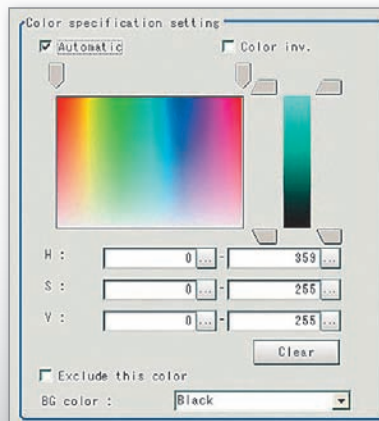 Color specification setting
Automatic
Color inv.
H : 0 ... - 359 ...
S : 0 ... - 255 ...
V : 0 ... - 255 ...
Clear
Exclude this color
BG color : Black